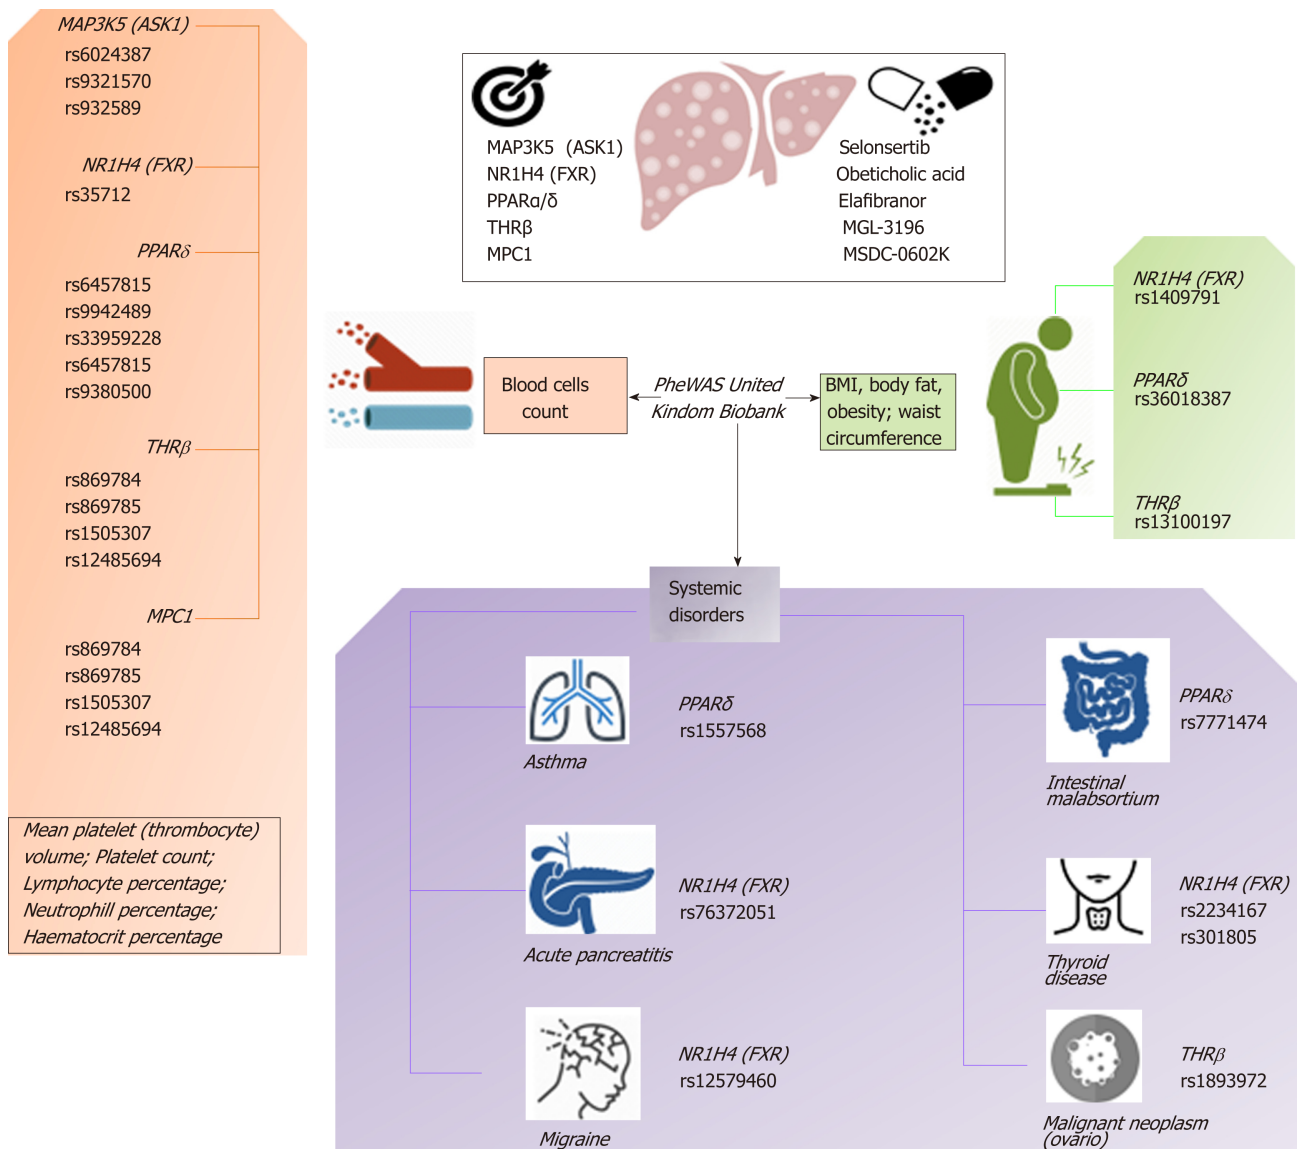 MAP3K5 (ASK1)
rs6024387
rs9321570
rs932589
NR1H4 (FXR)
rs35712
PPARδ
rs6457815
rs9942489
rs33959228
rs6457815
rs9380500
THRβ
rs869784
rs869785
rs1505307
rs12485694
MPC1
rs869784
rs869785
rs1505307
rs12485694
Mean platelet (thrombocyte)
volume; Platelet count;
Lymphocyte percentage;
Neutrophill percentage;
Haematocrit percentage
MAP3K5 (ASK1)
NR1H4 (FXR)
PPARα/δ
THRβ
MPC1
Selonsertib
Obeticholic acid
Elafibranor
MGL-3196
MSDC-0602K
Blood cells
count
PheWAS United
Kindom Biobank
BMI, body fat,
obesity; waist
circumference
NR1H4 (FXR)
rs1409791
PPARδ
rs36018387
THRβ
rs13100197
Systemic
disorders
PPARδ
rs1557568
Asthma
NR1H4 (FXR)
rs76372051
Acute pancreatitis
NR1H4 (FXR)
rs12579460
Migraine
PPARδ
rs7771474
Intestinal
malabsortium
NR1H4 (FXR)
rs2234167
rs301805
Thyroid
disease
THRβ
rs1893972
Malignant neoplasm
(ovario)